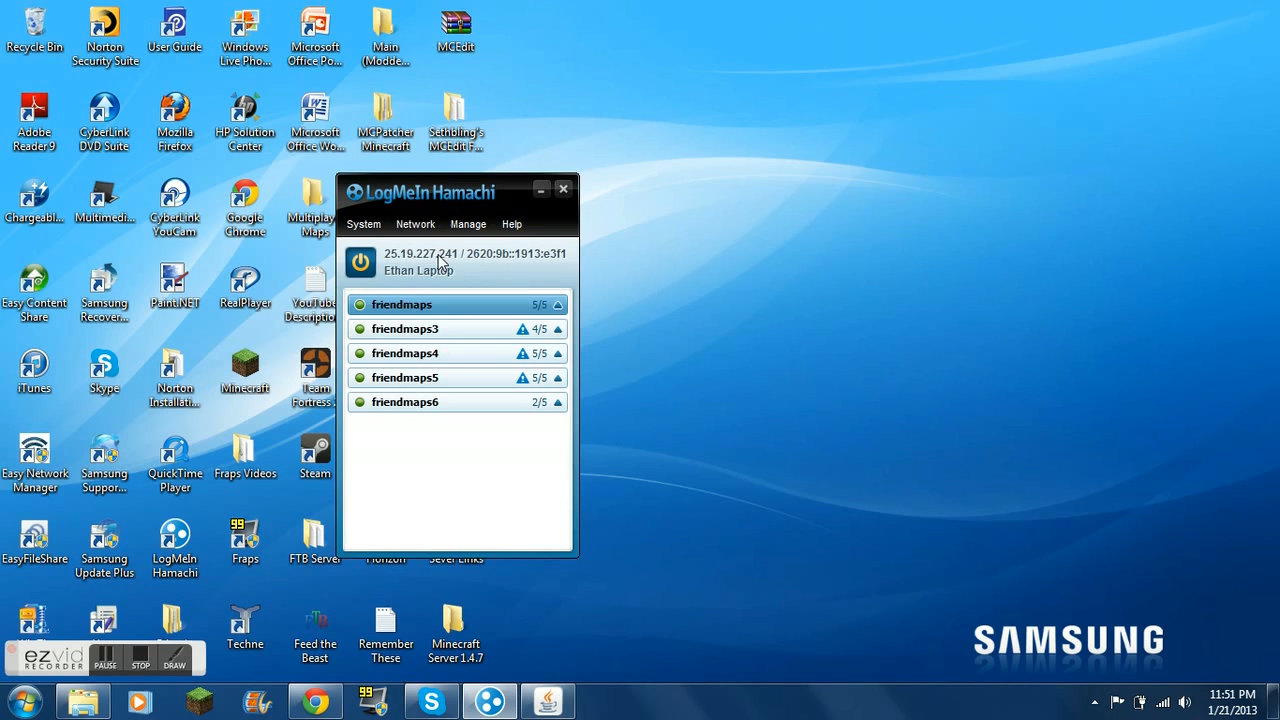 Recycle Bin
Norton
Security Suite
User Guide
Windows
Live Pho...
Microsoft
Office Po...
Main
(Modde...
MCEdit
Adobe
Reader 9
CyberLink
DVD Suite
Mozilla
Firefox
HP Solution
Center
Microsoft
Office Wo...
MCPatcher
Minecraft
Sethbling's
MCEdit F...
Chargeabl...
Multimedi...
CyberLink
YouCam
Google
Chrome
Multiplay
Maps
LogMeIn Hamachi
System Network Manage Help
25.19.227.241 / 2620:9b::1913:e3f1
Ethan Laptop
friendmaps 5/5
friendmaps3 4/5
friendmaps4 5/5
friendmaps5 5/5
friendmaps6 2/5
Easy Content
Share
Samsung
Recover...
Paint.NET
RealPlayer
YouTube
Descriptio
iTunes
Skype
Norton
Installati...
Minecraft
Team
Fortress
Easy Network
Manager
Samsung
Suppor...
QuickTime
Player
Fraps Videos
Steam
EasyFileShare
Samsung
Update Plus
LogMeIn
Hamachi
99
Fraps
FTB Server
Horizon
Sever Links
Techne
FTB
Feed the
Beast
Remember
These
Minecraft
Server 1.4.7
ezvid
RECORDER
PAUSE
STOP
DRAW
SAMSUNG
99
11:51 PM
1/21/2013